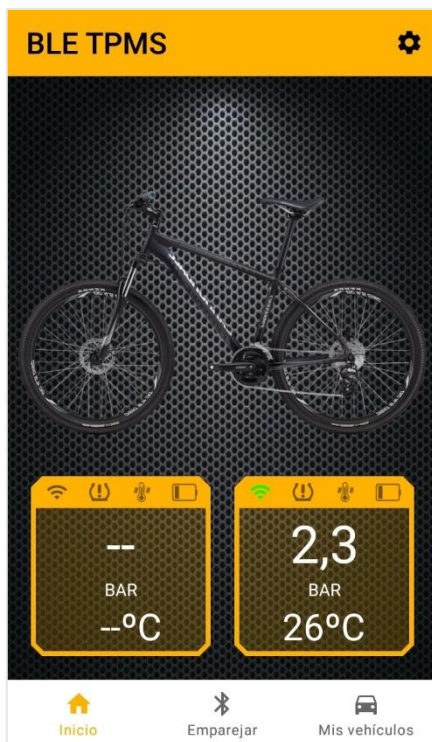 BLE TPMS
--
BAR
--ºC
2,3
BAR
26ºC
Inicio
Emparejar
Mis vehículos